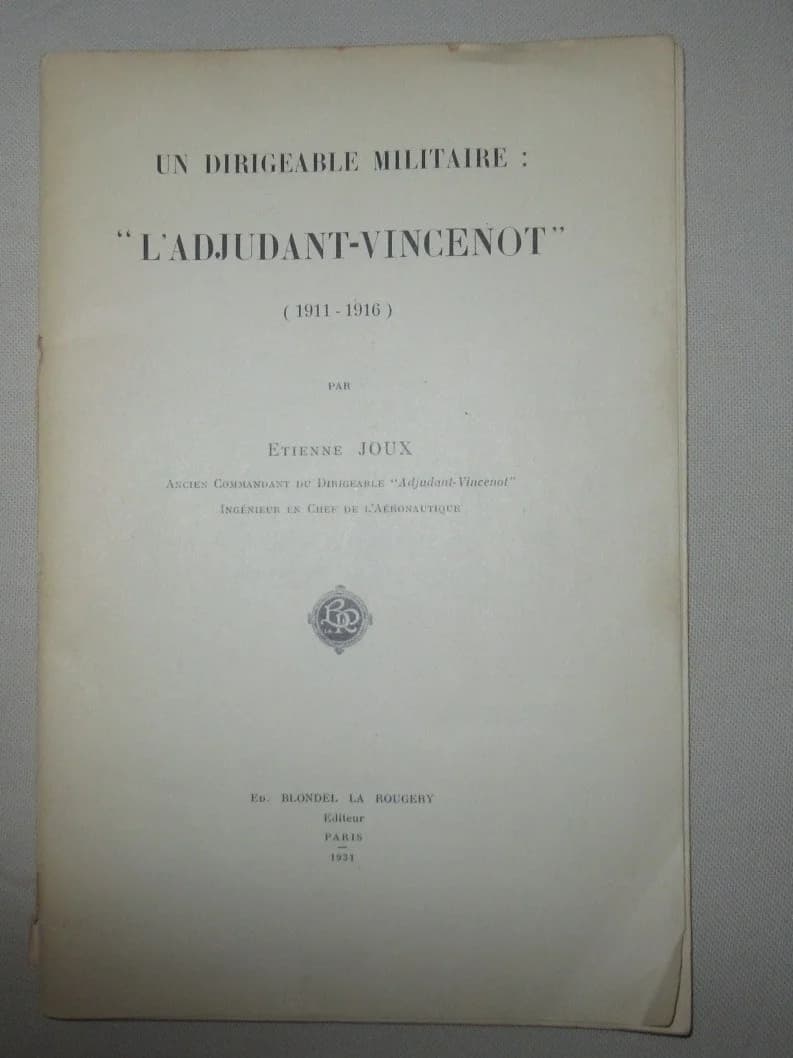 UN DIRIGEABLE MILITAIRE :
“ L'ADJUDANT-VINCENOT ”
( 1911 - 1916 )
PAR
ETIENNE JOUX
ANCIEN COMMANDANT DU DIRIGEABLE “Adjudant-Vincenot”
INGÉNIEUR EN CHEF DE L'AÉRONAUTIQUE
ED. BLONDEL LA ROUGERY
Editeur
PARIS
1931